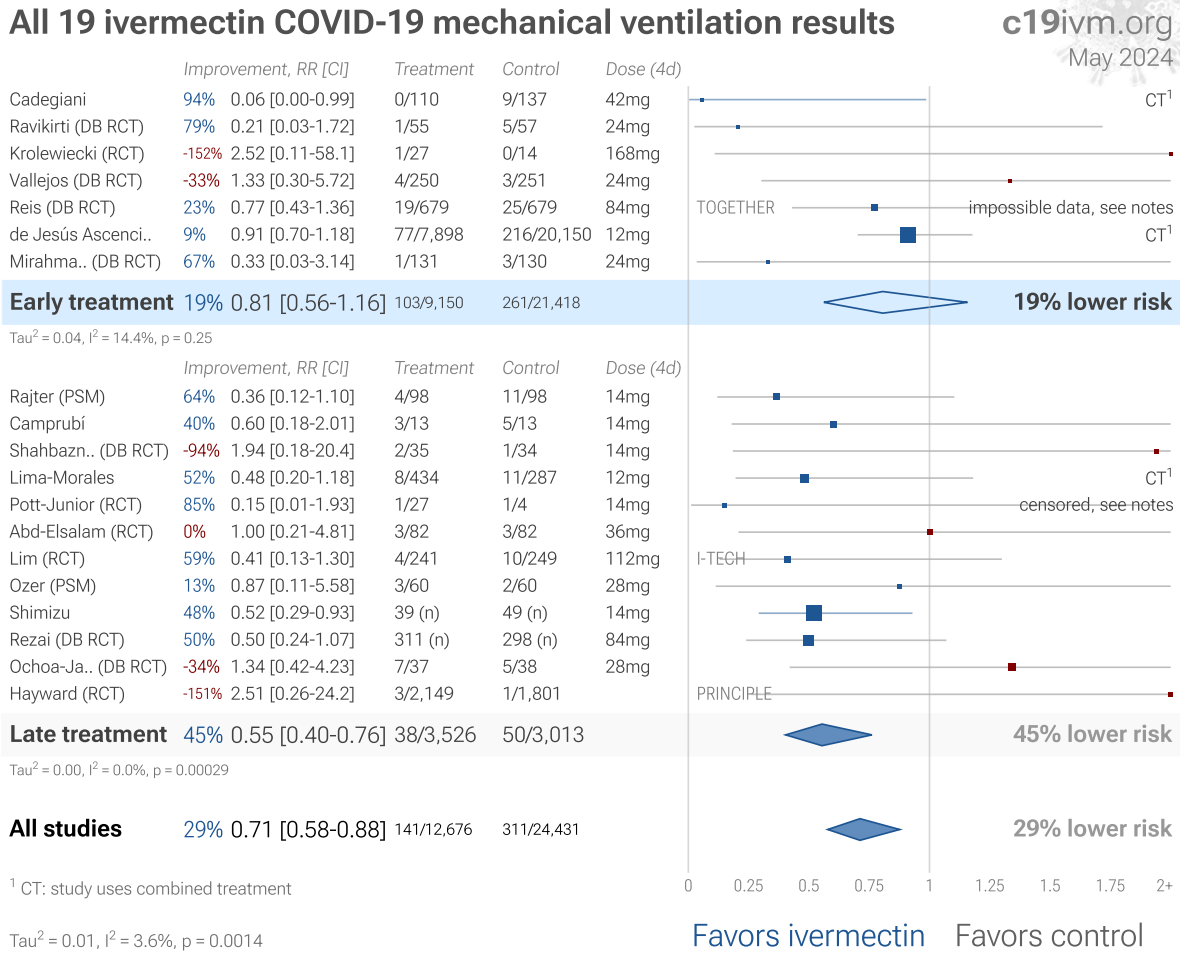 All 19 ivermectin COVID-19 mechanical ventilation results
c19ivm.org
May 2024
Improvement, RR [CI] Treatment Control Dose (4d)
Cadegiani 94% 0.06 [0.00-0.99] 0/110 9/137 42mg CT1
Ravikirti (DB RCT) 79% 0.21 [0.03-1.72] 1/55 5/57 24mg
Krolewiecki (RCT) -152% 2.52 [0.11-58.1] 1/27 0/14 168mg
Vallejos (DB RCT) -33% 1.33 [0.30-5.72] 4/250 3/251 24mg
Reis (DB RCT) 23% 0.77 [0.43-1.36] 19/679 25/679 84mg TOGETHER impossible data, see notes
de Jesús Ascenci.. 9% 0.91 [0.70-1.18] 77/7,898 216/20,150 12mg CT1
Mirahma.. (DB RCT) 67% 0.33 [0.03-3.14] 1/131 3/130 24mg
Early treatment 19% 0.81 [0.56-1.16] 103/9,150 261/21,418 19% lower risk
Tau2 = 0.04, I2 = 14.4%, p = 0.25
Improvement, RR [CI] Treatment Control Dose (4d)
Rajter (PSM) 64% 0.36 [0.12-1.10] 4/98 11/98 14mg
Camprubí 40% 0.60 [0.18-2.01] 3/13 5/13 14mg
Shahbazn.. (DB RCT) -94% 1.94 [0.18-20.4] 2/35 1/34 14mg
Lima-Morales 52% 0.48 [0.20-1.18] 8/434 11/287 12mg CT1
Pott-Junior (RCT) 85% 0.15 [0.01-1.93] 1/27 1/4 14mg censored, see notes
Abd-Elsalam (RCT) 0% 1.00 [0.21-4.81] 3/82 3/82 36mg
Lim (RCT) 59% 0.41 [0.13-1.30] 4/241 10/249 112mg I-TECH
Ozer (PSM) 13% 0.87 [0.11-5.58] 3/60 2/60 28mg
Shimizu 48% 0.52 [0.29-0.93] 39 (n) 49 (n) 14mg
Rezai (DB RCT) 50% 0.50 [0.24-1.07] 311 (n) 298 (n) 84mg
Ochoa-Ja.. (DB RCT) -34% 1.34 [0.42-4.23] 7/37 5/38 28mg
Hayward (RCT) -151% 2.51 [0.26-24.2] 3/2,149 1/1,801 PRINCIPLE
Late treatment 45% 0.55 [0.40-0.76] 38/3,526 50/3,013 45% lower risk
Tau2 = 0.00, I2 = 0.0%, p = 0.00029
All studies 29% 0.71 [0.58-0.88] 141/12,676 311/24,431 29% lower risk
1 CT: study uses combined treatment
0 0.25 0.5 0.75 1 1.25 1.5 1.75 2+
Tau2 = 0.01, I2 = 3.6%, p = 0.0014
Favors ivermectin Favors control